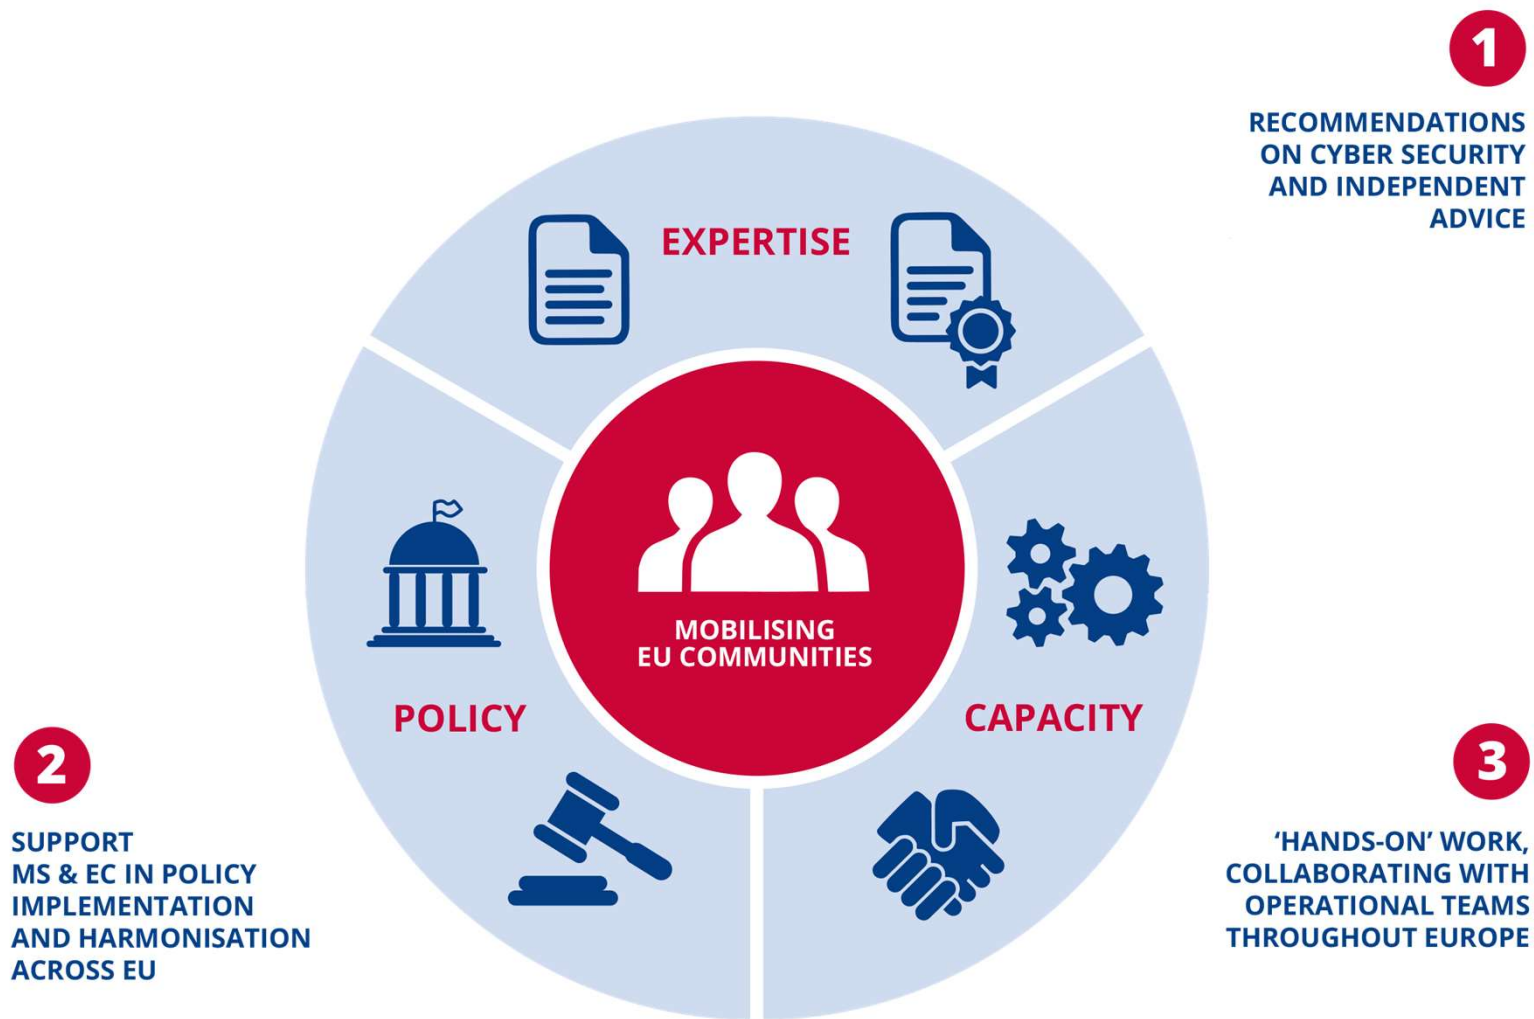 1
RECOMMENDATIONS
ON CYBER SECURITY
AND INDEPENDENT
ADVICE
EXPERTISE
MOBILISING
EU COMMUNITIES
POLICY
CAPACITY
2
SUPPORT
MS & EC IN POLICY
IMPLEMENTATION
AND HARMONISATION
ACROSS EU
3
‘HANDS-ON’ WORK,
COLLABORATING WITH
OPERATIONAL TEAMS
THROUGHOUT EUROPE